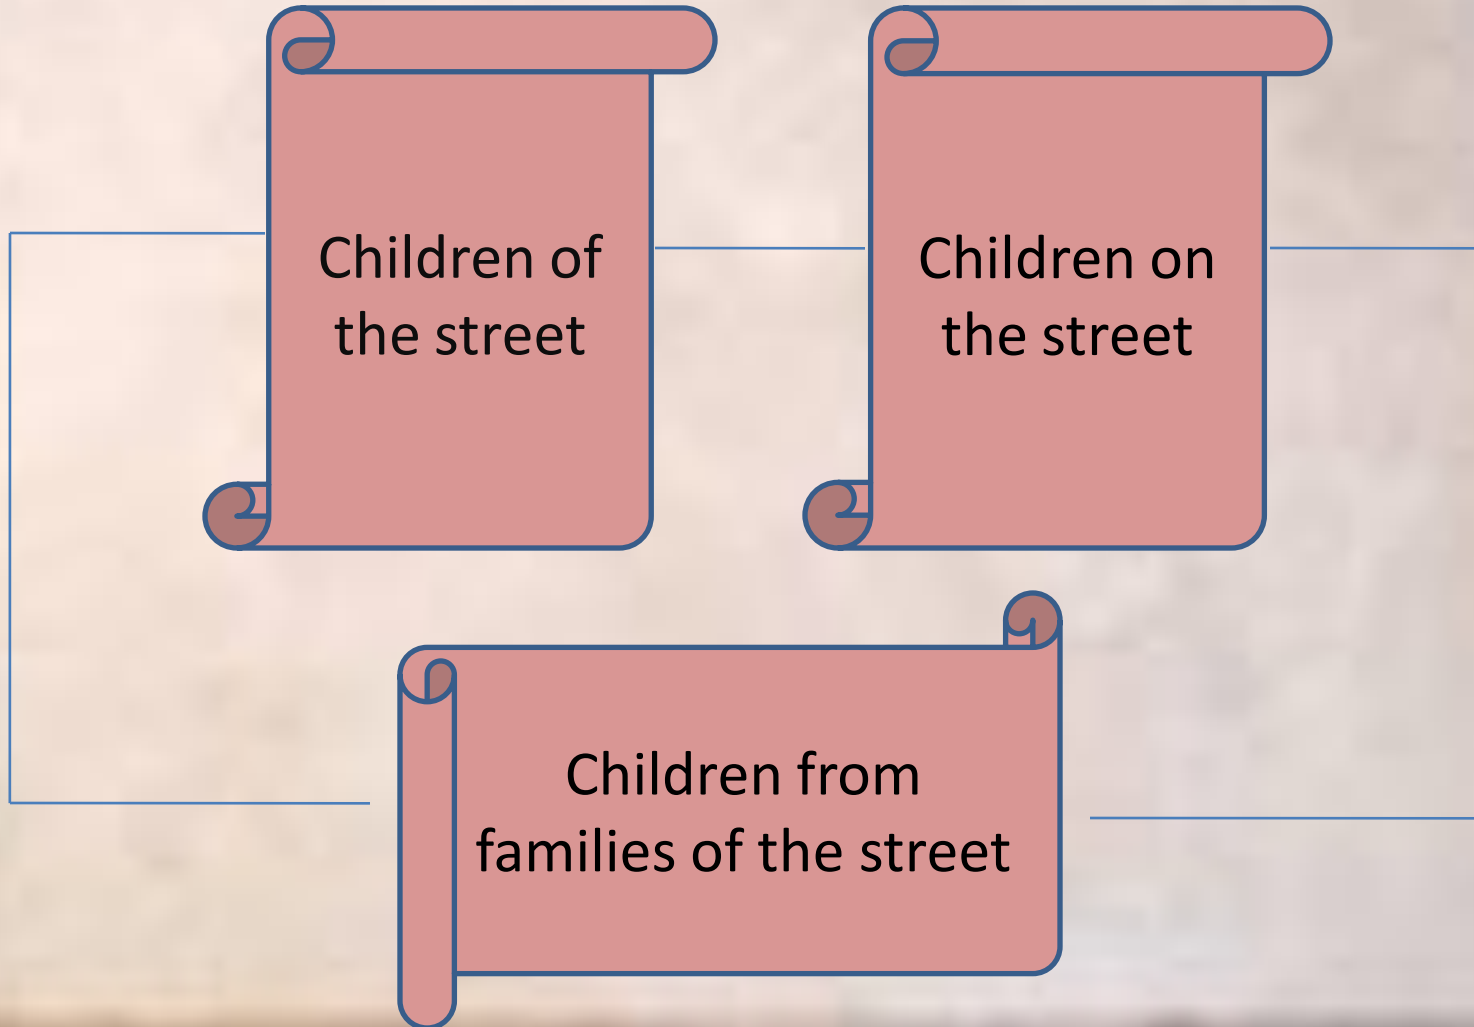 Children of
the street
Children on
the street
Children from
families of the street